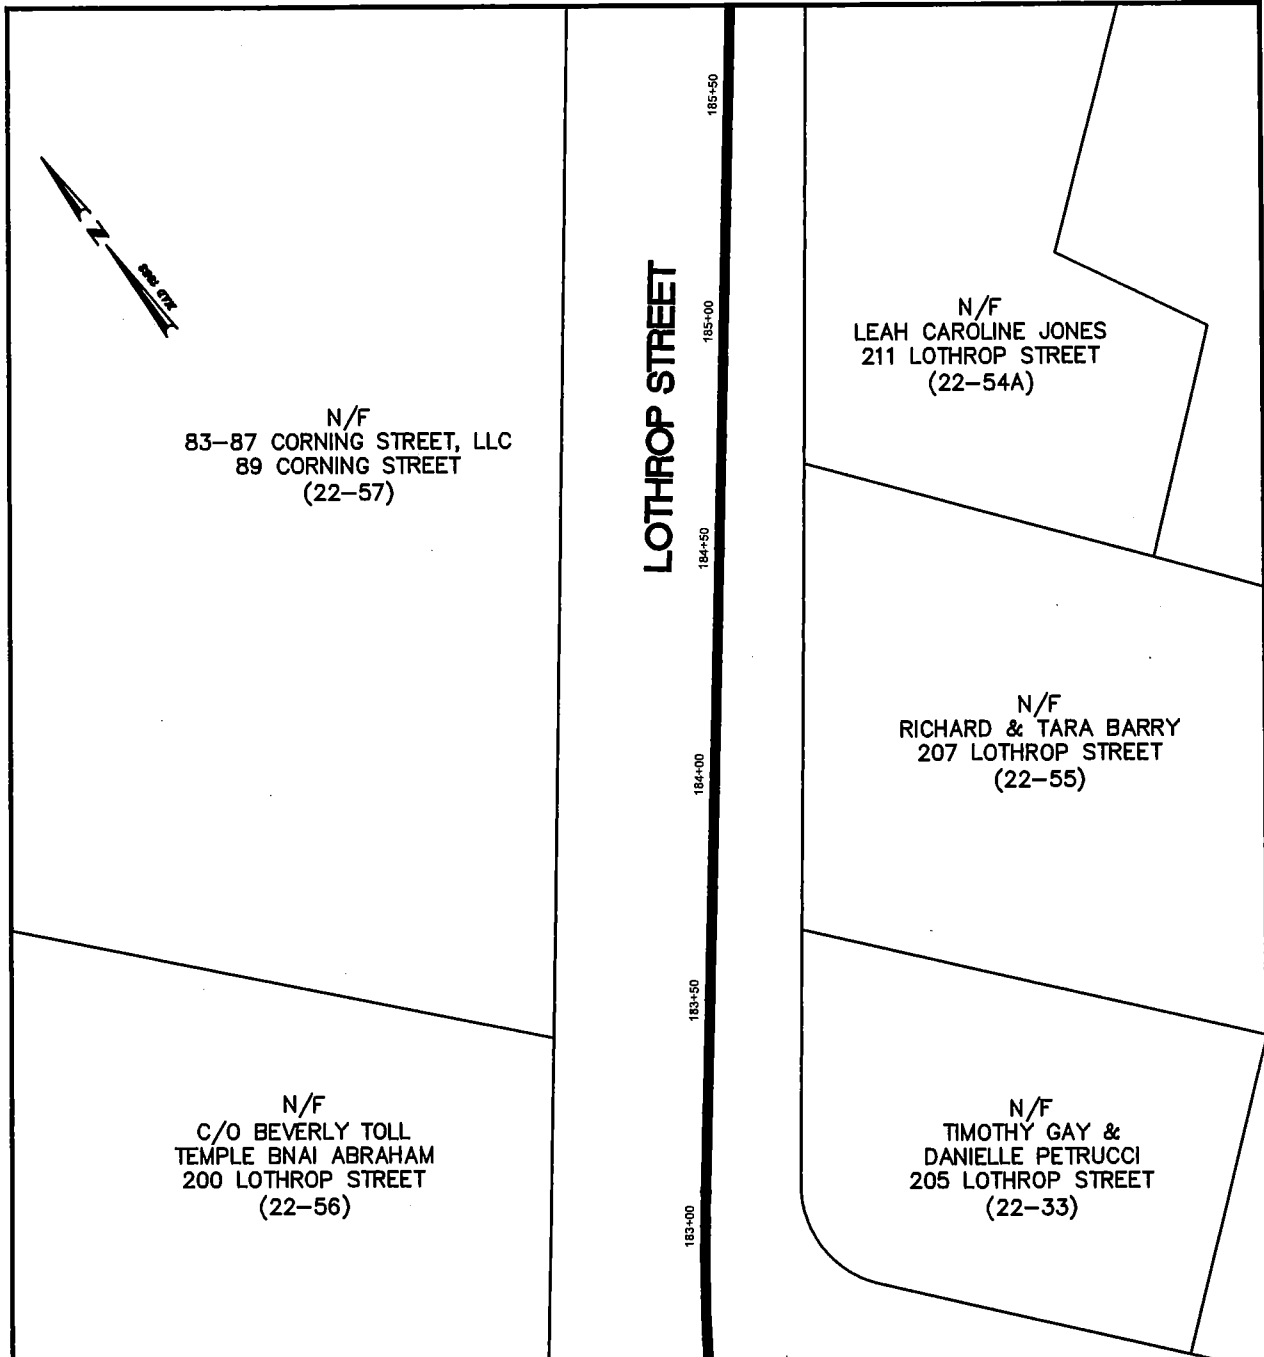 185+50
N
NAD 1983
LOTHROP STREET
185+00
N/F
LEAH CAROLINE JONES
211 LOTHROP STREET
(22-54A)
N/F
83-87 CORNING STREET, LLC
89 CORNING STREET
(22-57)
184+50
N/F
RICHARD & TARA BARRY
207 LOTHROP STREET
(22-55)
184+00
183+50
N/F
C/O BEVERLY TOLL
TEMPLE BNAI ABRAHAM
200 LOTHROP STREET
(22-56)
N/F
TIMOTHY GAY &
DANIELLE PETRUCCI
205 LOTHROP STREET
(22-33)
183+00